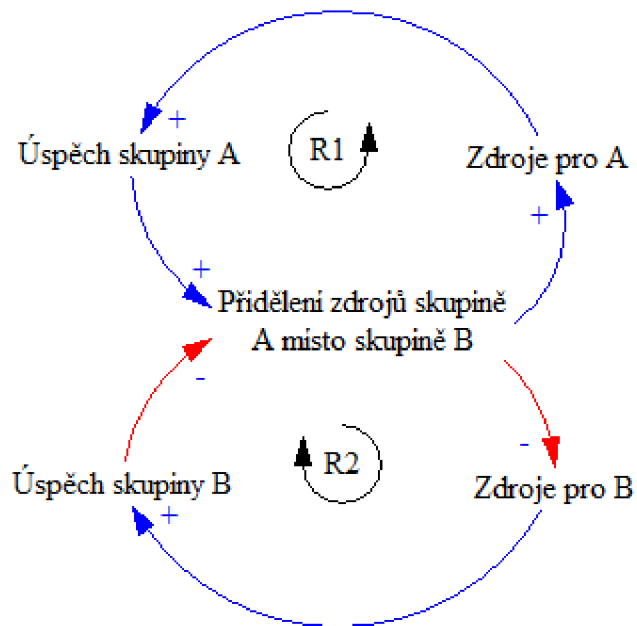 +
Úspěch skupiny A
R1
Zdroje pro A
+
+
Přidělení zdrojů skupině
A místo skupině B
-
-
Úspěch skupiny B
R2
Zdroje pro B
+